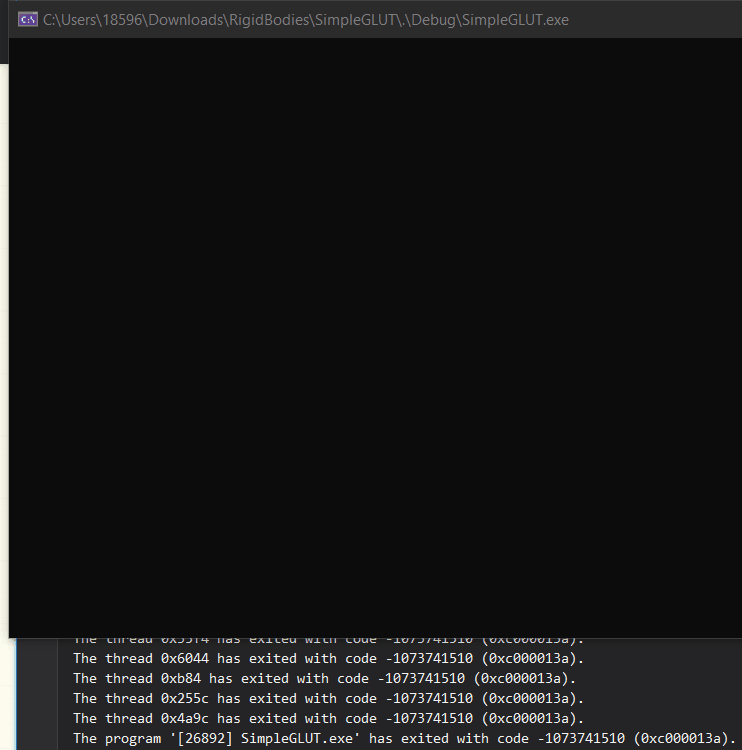 C:\Users\18596\Downloads\RigidBodies\SimpleGLUT\.\Debug\SimpleGLUT.exe
The thread 0x55f4 has exited with code -1073741510 (0xc000013a).
The thread 0x6044 has exited with code -1073741510 (0xc000013a).
The thread 0xb84 has exited with code -1073741510 (0xc000013a).
The thread 0x255c has exited with code -1073741510 (0xc000013a).
The thread 0x4a9c has exited with code -1073741510 (0xc000013a).
The program '[26892] SimpleGLUT.exe' has exited with code -1073741510 (0xc000013a).